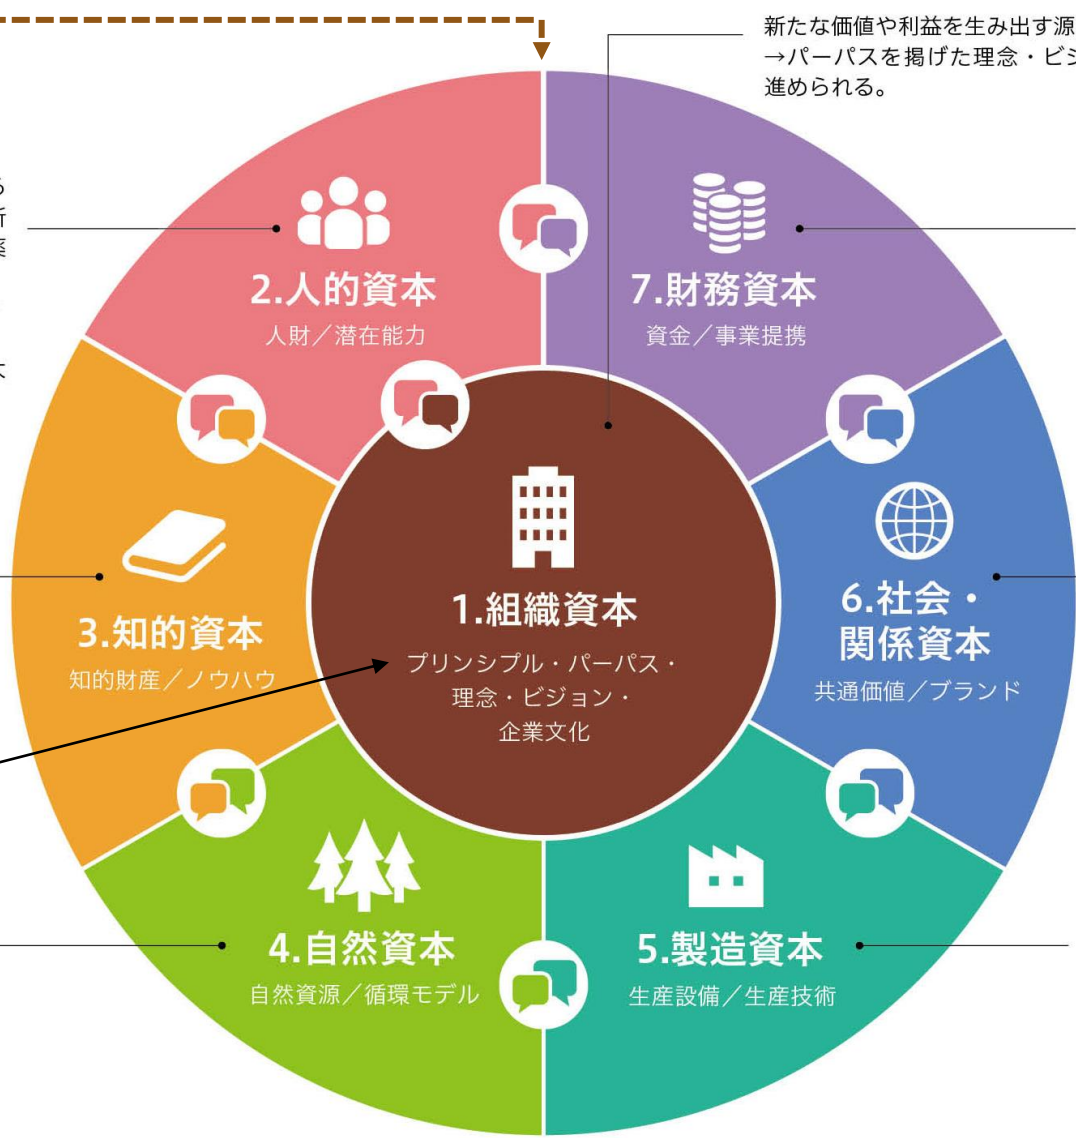 新たな価値や利益を生み出す源
→パーパスを掲げた理念・ビジ
進められる。
2.人的資本
人財／潜在能力
7.財務資本
資金／事業提携
1.組織資本
プリンシプル・パーパス・
理念・ビジョン・
企業文化
3.知的資本
知的財産／ノウハウ
6.社会・
関係資本
共通価値／ブランド
4.自然資本
自然資源／循環モデル
5.製造資本
生産設備／生産技術